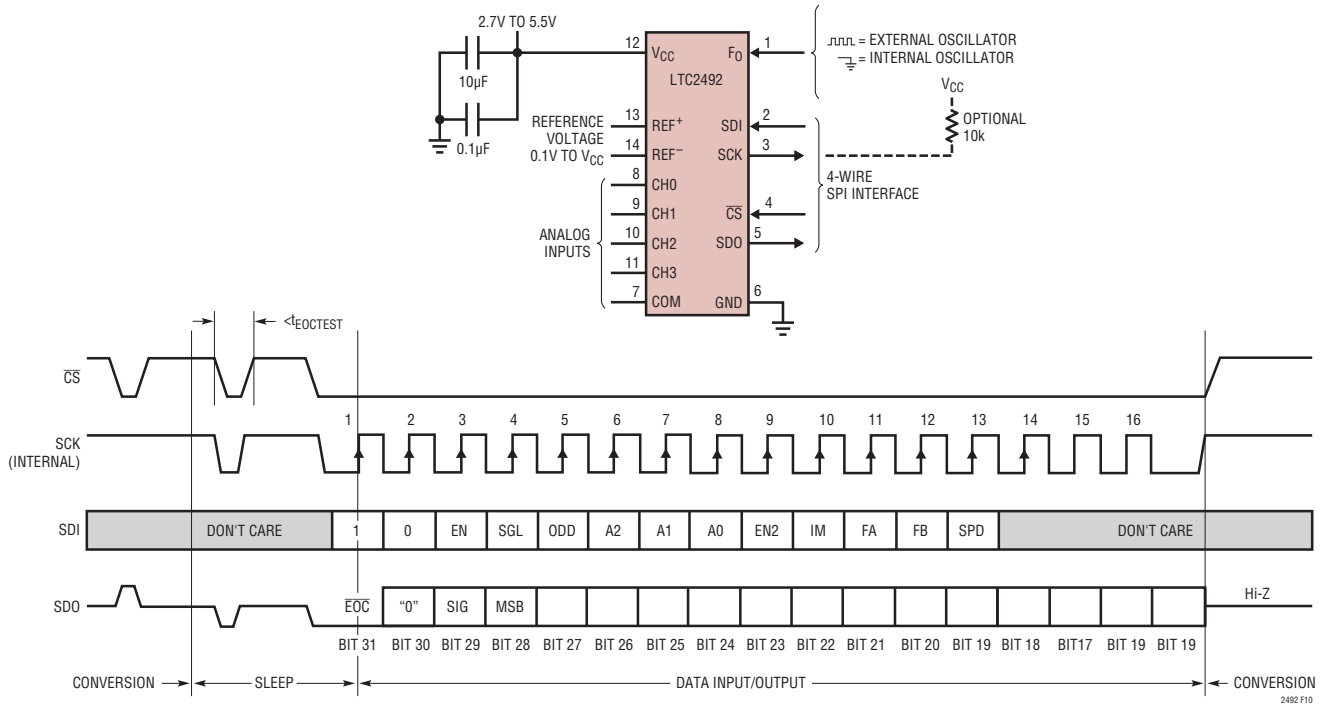 2.7V TO 5.5V
10µF
0.1µF
REFERENCE
VOLTAGE
0.1V TO VCC
ANALOG
INPUTS
12 VCC
13 REF+
14 REF–
8 CH0
9 CH1
10 CH2
11 CH3
7 COM
LTC2492
FO 1
SDI 2
SCK 3
CS 4
SDO 5
GND 6
= EXTERNAL OSCILLATOR
= INTERNAL OSCILLATOR
VCC
OPTIONAL
10k
4-WIRE
SPI INTERFACE
<tEOCTEST
CS
1 2 3 4 5 6 7 8 9 10 11 12 13 14 15 16
SCK
(INTERNAL)
SDI DON'T CARE 1 0 EN SGL ODD A2 A1 A0 EN2 IM FA FB SPD DON'T CARE
SDO EOC “0” SIG MSB Hi-Z
BIT 31 BIT 30 BIT 29 BIT 28 BIT 27 BIT 26 BIT 25 BIT 24 BIT 23 BIT 22 BIT 21 BIT 20 BIT 19 BIT 18 BIT17 BIT 19 BIT 19
CONVERSION SLEEP DATA INPUT/OUTPUT CONVERSION
2492 F10